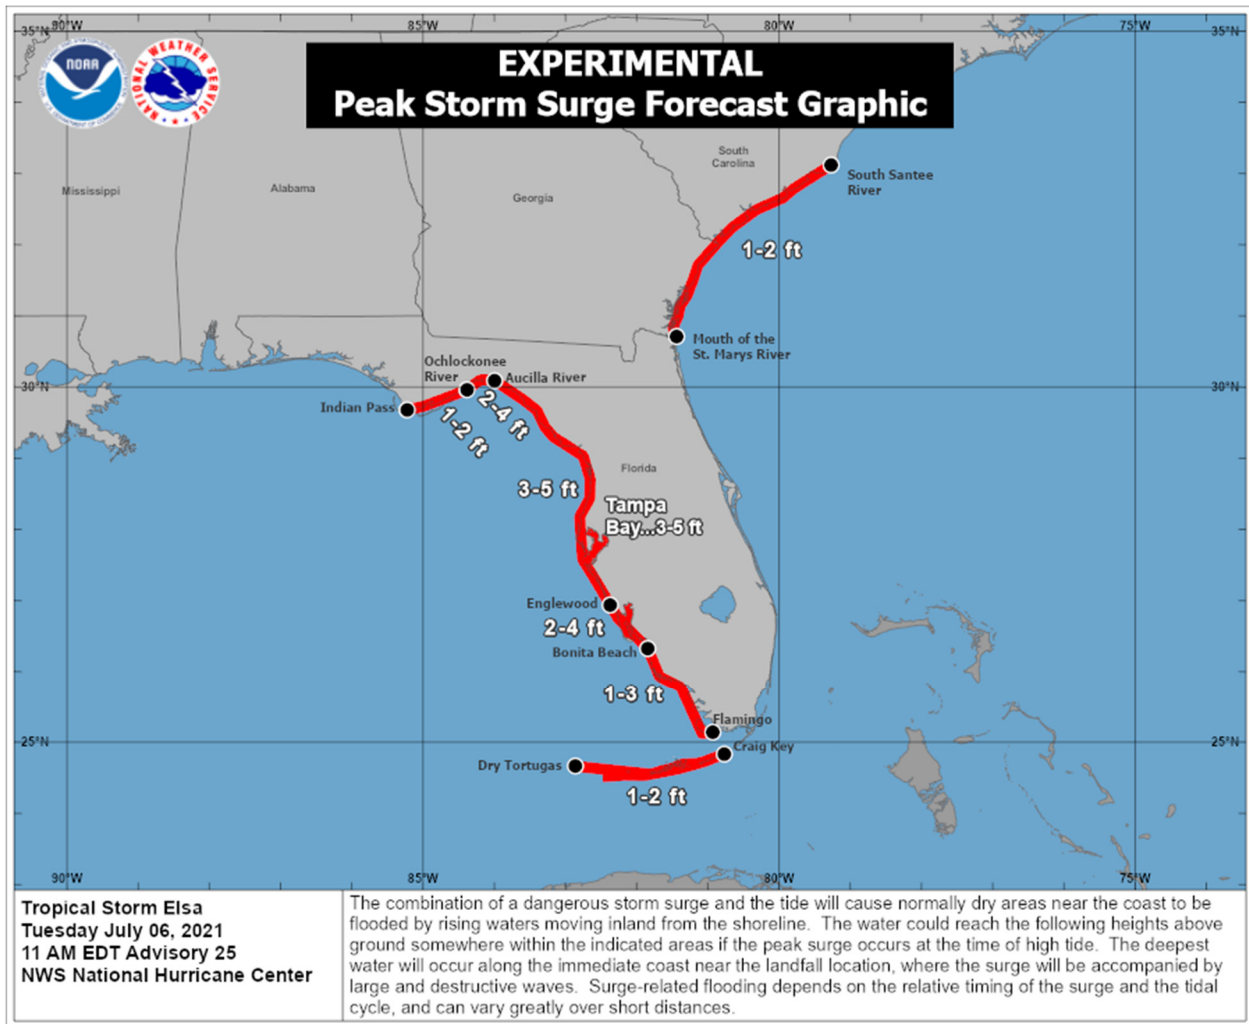 90°W
85°W
80°W
75°W
35°N
35°N
NOAA
NATIONAL WEATHER SERVICE
EXPERIMENTAL
Peak Storm Surge Forecast Graphic
South
Carolina
South Santee
River
Mississippi
Alabama
Georgia
1-2 ft
Mouth of the
St. Marys River
Ochlockonee
River
Aucilla River
30°N
30°N
Indian Pass
1-2 ft
2-4 ft
Florida
3-5 ft
Tampa
Bay...3-5 ft
Englewood
2-4 ft
Bonita Beach
1-3 ft
Flamingo
25°N
25°N
Craig Key
Dry Tortugas
1-2 ft
90°W
85°W
80°W
75°W
Tropical Storm Elsa
Tuesday July 06, 2021
11 AM EDT Advisory 25
NWS National Hurricane Center
The combination of a dangerous storm surge and the tide will cause normally dry areas near the coast to be
flooded by rising waters moving inland from the shoreline. The water could reach the following heights above
ground somewhere within the indicated areas if the peak surge occurs at the time of high tide. The deepest
water will occur along the immediate coast near the landfall location, where the surge will be accompanied by
large and destructive waves. Surge-related flooding depends on the relative timing of the surge and the tidal
cycle, and can vary greatly over short distances.